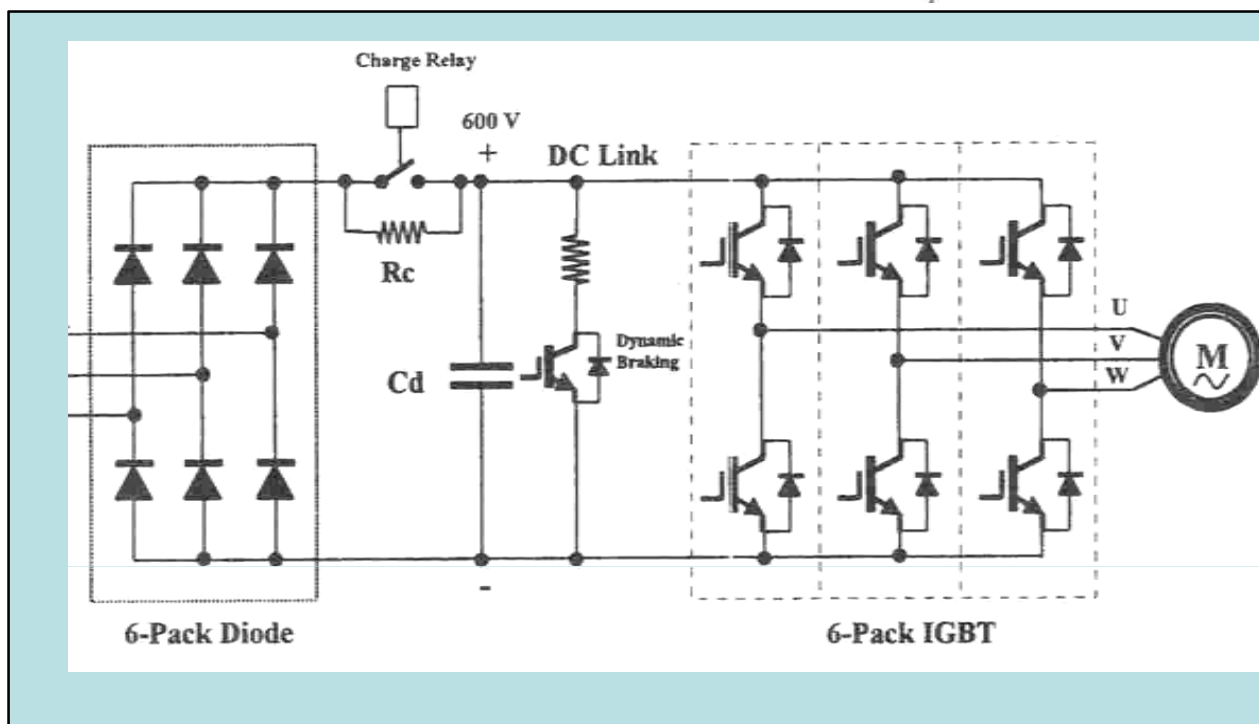 Charge Relay
600 V
+
DC Link
Rc
Dynamic
Braking
Cd
U
V
W
M
-
6-Pack Diode
6-Pack IGBT